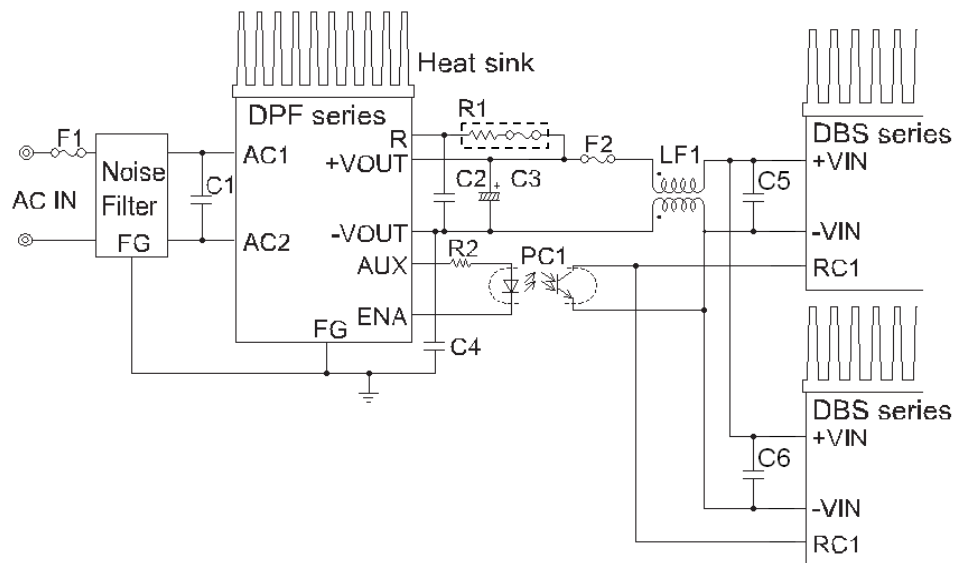 Heat sink
DPF series
F1
AC IN
Noise
Filter
FG
C1
AC1
AC2
R
+VOUT
-VOUT
AUX
ENA
FG
R1
C2
C3
+
F2
LF1
R2
PC1
C4
DBS series
+VIN
C5
-VIN
RC1
DBS series
+VIN
C6
-VIN
RC1